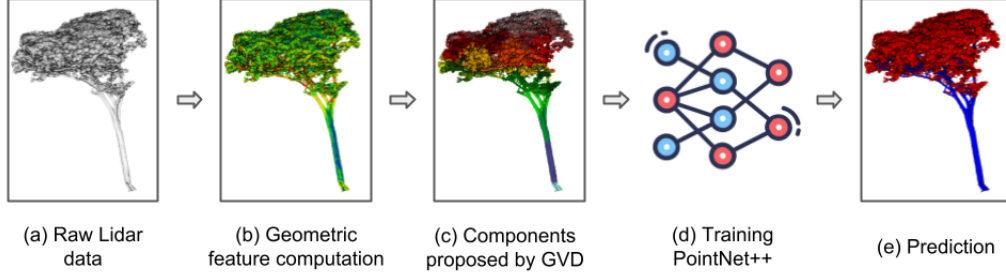 (a) Raw Lidar
data
(b) Geometric
feature computation
(c) Components
proposed by GVD
(d) Training
PointNet++
(e) Prediction